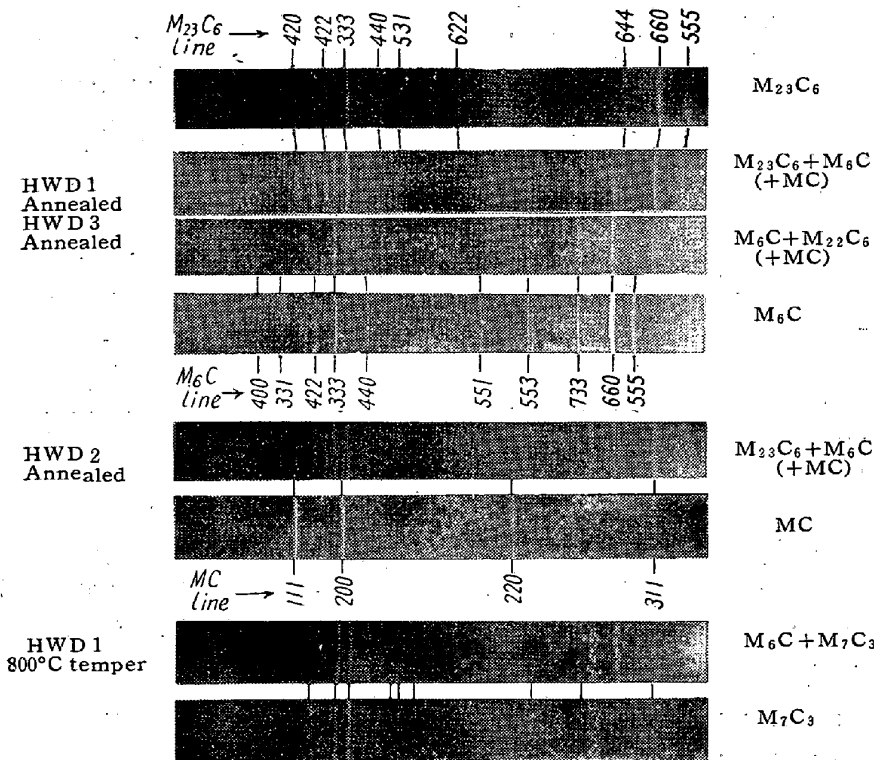 M₂₃C₆ line → 420 422 333 440 531 622 644 660 555
M₂₃C₆
HWD 1
Annealed
M₂₃C₆+M₆C
(+MC)
HWD 3
Annealed
M₆C+M₂₂C₆
(+MC)
M₆C
M₆C line → 400 331 422 333 440 551 553 733 660 555
HWD 2
Annealed
M₂₃C₆+M₆C
(+MC)
MC
MC line → 111 200 220 311
HWD 1
800°C temper
M₆C+M₇C₃
M₇C₃